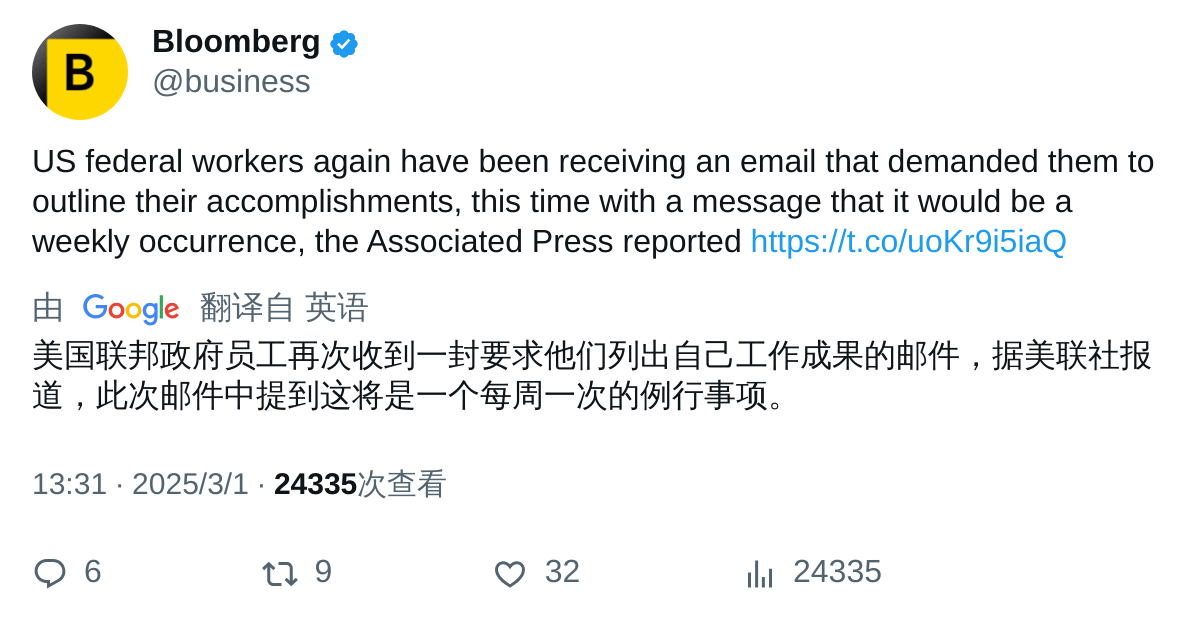 B
Bloomberg
@business
US federal workers again have been receiving an email that demanded them to
outline their accomplishments, this time with a message that it would be a
weekly occurrence, the Associated Press reported https://t.co/uoKr9i5iaQ
由 Google 翻译自 英语
美国联邦政府员工再次收到一封要求他们列出自己工作成果的邮件，据美联社报
道，此次邮件中提到这将是一个每周一次的例行事项。
13:31 · 2025/3/1 · 24335次查看
6 9 32 24335